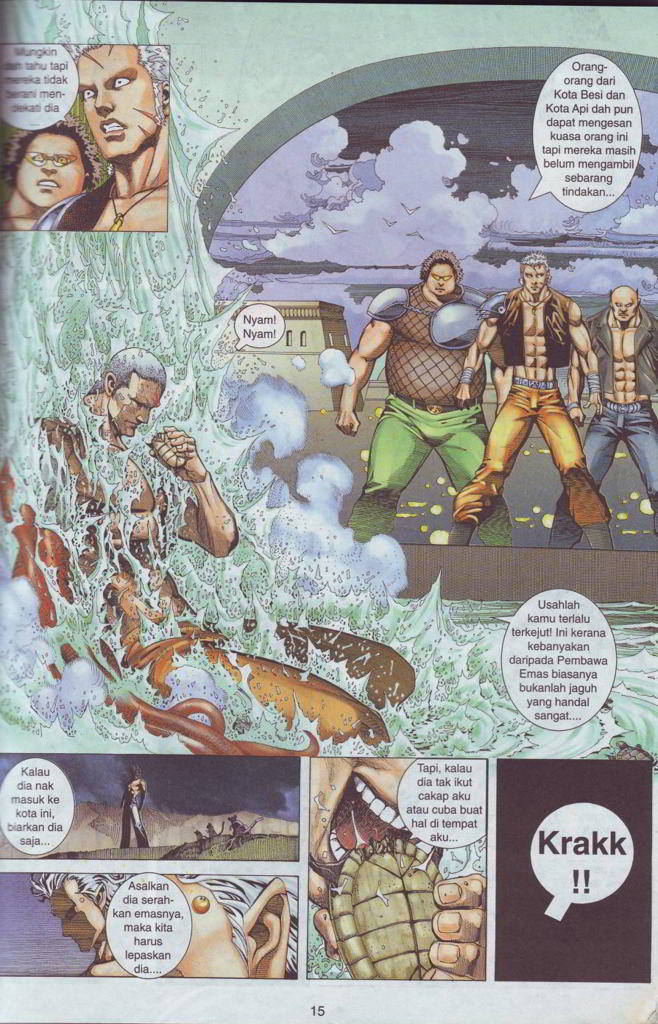 Mungkin
dah tahu tapi
mereka tidak
berani men-
dekati dia
...
Orang-
orang dari
Kota Besi dan
Kota Api dah pun
dapat mengesan
kuasa orang ini
tapi mereka masih
belum mengambil
sebarang
tindakan...
Nyam!
Nyam!
Usahlah
kamu terlalu
terkejut! Ini kerana
kebanyakan
daripada Pembawa
Emas biasanya
bukanlah jaguh
yang handal
sangat....
Kalau
dia nak
masuk ke
kota ini,
biarkan dia
saja...
Asalkan
dia serah-
kan emasnya,
maka kita
harus
lepaskan
dia....
Tapi, kalau
dia tak ikut
cakap aku
atau cuba buat
hal di tempat
aku...
Krakk
!!
15